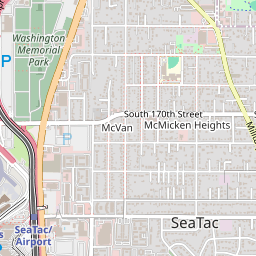 Washington
Memorial
Park
P
South 170th Street
McMicken Heights
McVan
P
SeaTac/
Airport
SeaTac